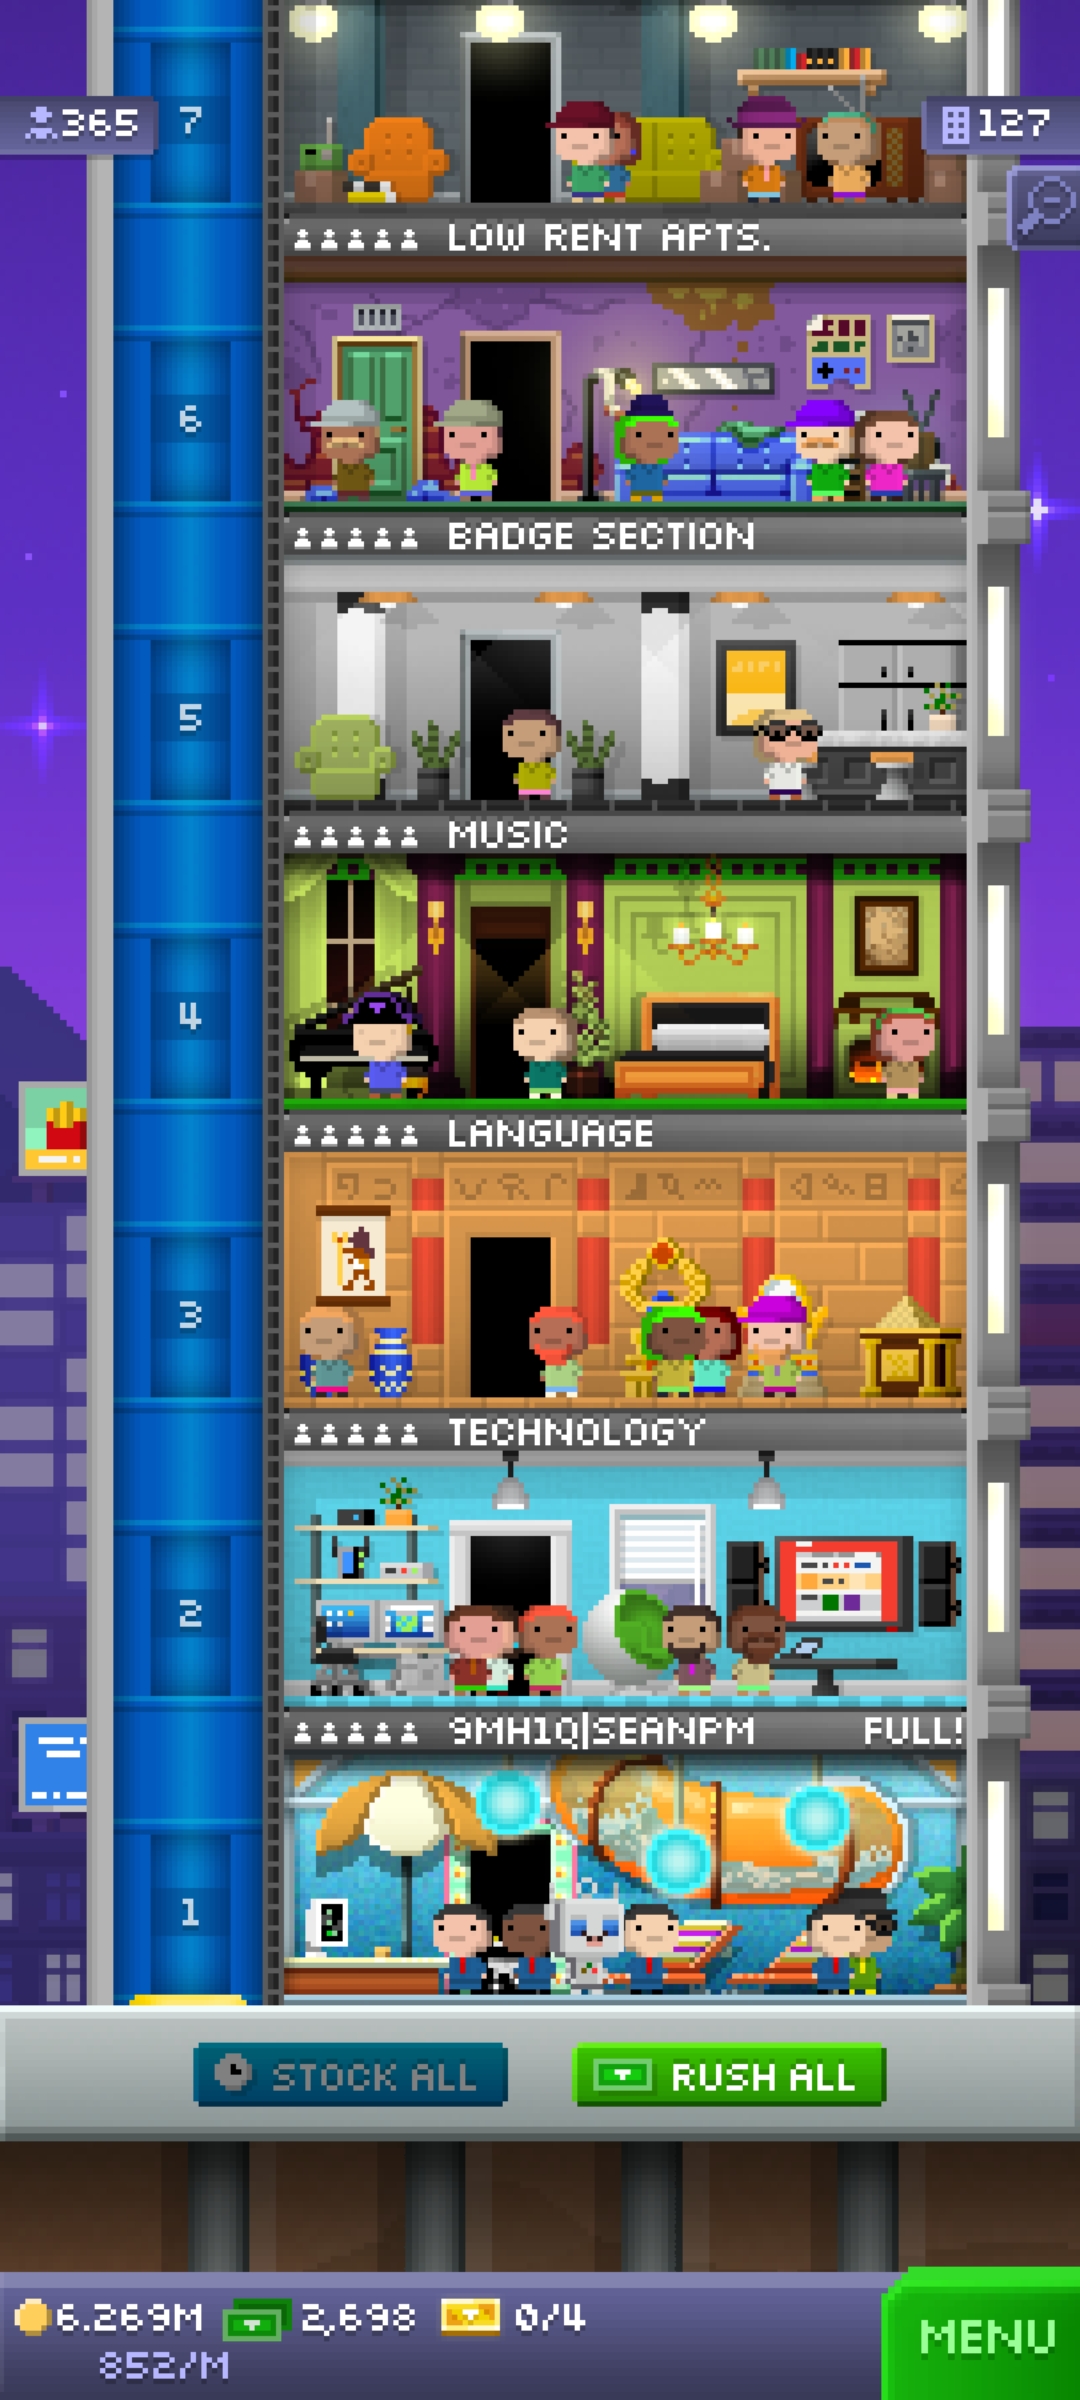 365
7
127
LOW RENT APTS.
6
BADGE SECTION
5
MUSIC
4
LANGUAGE
3
TECHNOLOGY
2
9MH1Q|SEANPM FULL!
1
STOCK ALL
RUSH ALL
6.269M 2,698 0/4
852/M
MENU